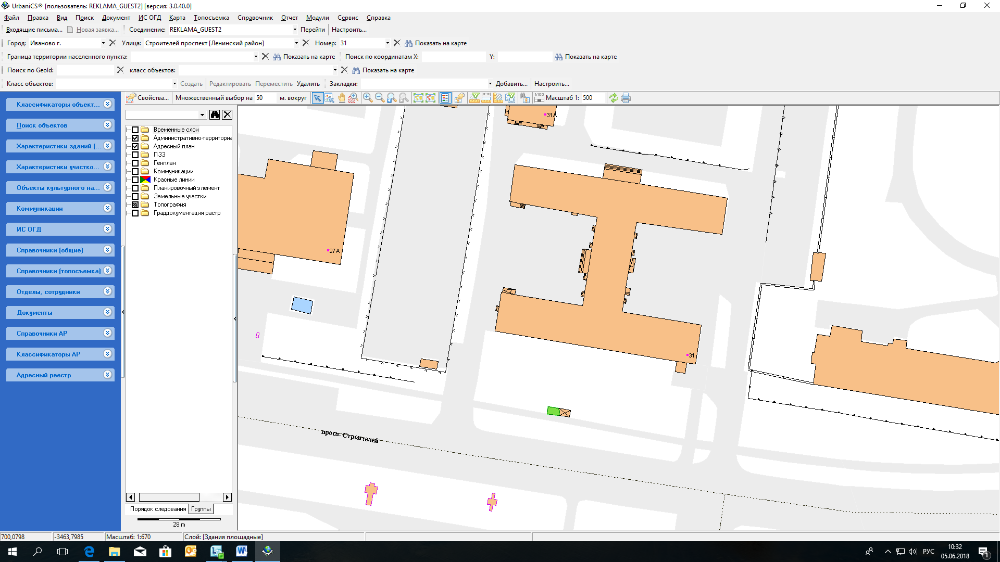 UrbaniCS® [пользователь: REKLAMA_GUEST2] [версия: 3.0.40.0]
Файл Правка Вид Поиск Документ ИС ОГД Карта Топосъемка Справочник Отчет Модули Сервис Справка
Входящие письма... Новая заявка... Соединение: REKLAMA_GUEST2 Перейти Настроить...
Город: Иваново г. Улица: Строителей проспект [Ленинский район] Номер: 31 Показать на карте
Граница территории населенного пункта: Показать на карте Поиск по координатам X: Y: Показать на карте
Поиск по GeoId: класс объектов: Показать на карте
Класс объектов: Создать Редактировать Переместить Удалить Закладки: Добавить... Настроить...
Свойства... Множественный выбор на 50 м. вокруг 1:100 Масштаб 1: 500
Классификаторы объект...
Поиск объектов
Характеристики зданий (...
Характеристики участко...
Объекты культурного на...
Коммуникации
ИС ОГД
Справочники (общие)
Справочники (топосъемка)
Отделы, сотрудники
Документы
Справочники АР
Классификаторы АР
Адресный реестр
Временные слои
Административно-территориа
Адресный план
ПЗЗ
Генплан
Коммуникации
Красные линии
Планировочный элемент
Земельные участки
Топография
Граддокументация растр
Порядок следования Группы
28 m
31А
27А
31
просп. Строителей
700,0798 -3463,7985 Масштаб: 1:670 Слой: [Здания площадные]
РУС 10:32
05.06.2018
1